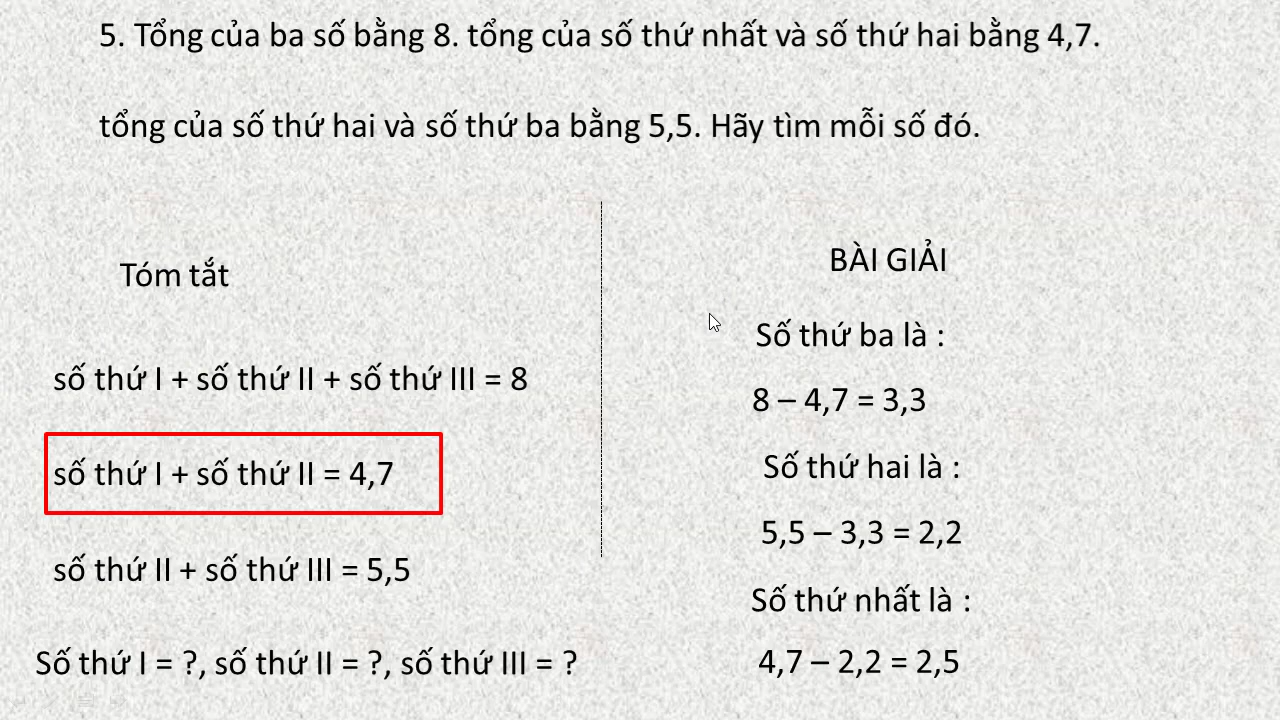 5. Tổng của ba số bằng 8. tổng của số thứ nhất và số thứ hai bằng 4,7.
tổng của số thứ hai và số thứ ba bằng 5,5. Hãy tìm mỗi số đó.
Tóm tắt
số thứ I + số thứ II + số thứ III = 8
số thứ I + số thứ II = 4,7
số thứ II + số thứ III = 5,5
Số thứ I = ?, số thứ II = ?, số thứ III = ?
BÀI GIẢI
Số thứ ba là :
8 – 4,7 = 3,3
Số thứ hai là :
5,5 – 3,3 = 2,2
Số thứ nhất là :
4,7 – 2,2 = 2,5